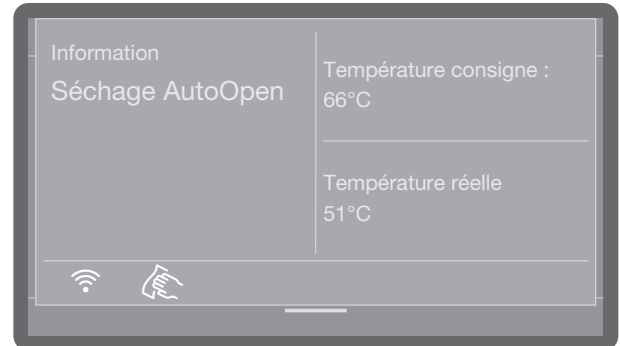 Information
Séchage AutoOpen
Température consigne :
66°C
Température réelle
51°C